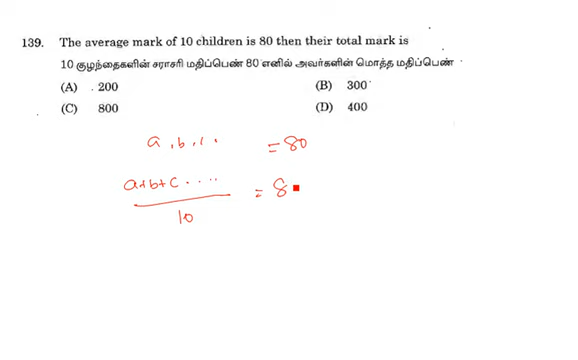 139. The average mark of 10 children is 80 then their total mark is
10 குழந்தைகளின் சராசரி மதிப்பெண் 80 எனில் அவர்களின் மொத்த மதிப்பெண்
(A) 200 (B) 300
(C) 800 (D) 400
a, b, c, . = 80
a+b+c.... = 8
10